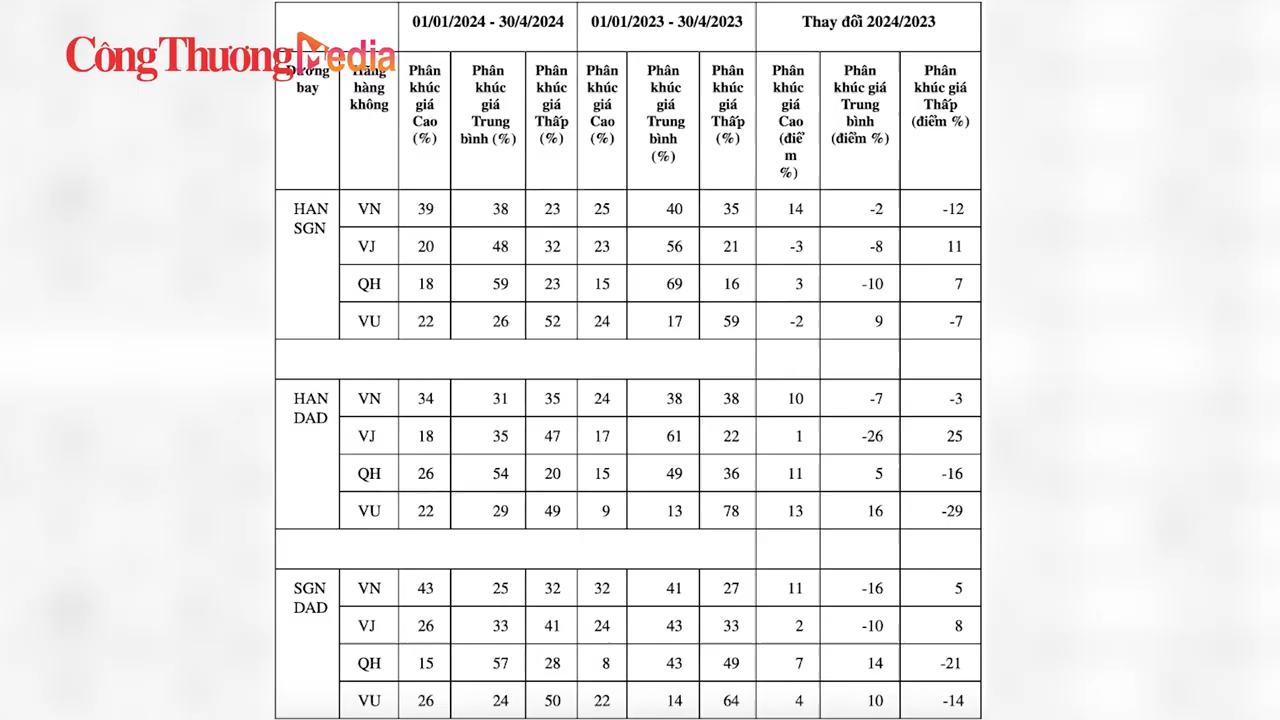 01/01/2024 - 30/4/2024 01/01/2023 - 30/4/2023 Thay đổi 2024/2023
Công Thương Media
Đường bay
Hãng hàng không
Phân khúc giá Cao (%)
Phân khúc giá Trung bình (%)
Phân khúc giá Thấp (%)
Phân khúc giá Cao (%)
Phân khúc giá Trung bình (%)
Phân khúc giá Thấp (%)
Phân khúc giá Cao (điểm %)
Phân khúc giá Trung bình (điểm %)
Phân khúc giá Thấp (điểm %)
HAN VN 39 38 23 25 40 35 14 -2 -12
SGN
VJ 20 48 32 23 56 21 -3 -8 11
QH 18 59 23 15 69 16 3 -10 7
VU 22 26 52 24 17 59 -2 9 -7
HAN VN 34 31 35 24 38 38 10 -7 -3
DAD
VJ 18 35 47 17 61 22 1 -26 25
QH 26 54 20 15 49 36 11 5 -16
VU 22 29 49 9 13 78 13 16 -29
SGN VN 43 25 32 32 41 27 11 -16 5
DAD
VJ 26 33 41 24 43 33 2 -10 8
QH 15 57 28 8 43 49 7 14 -21
VU 26 24 50 22 14 64 4 10 -14